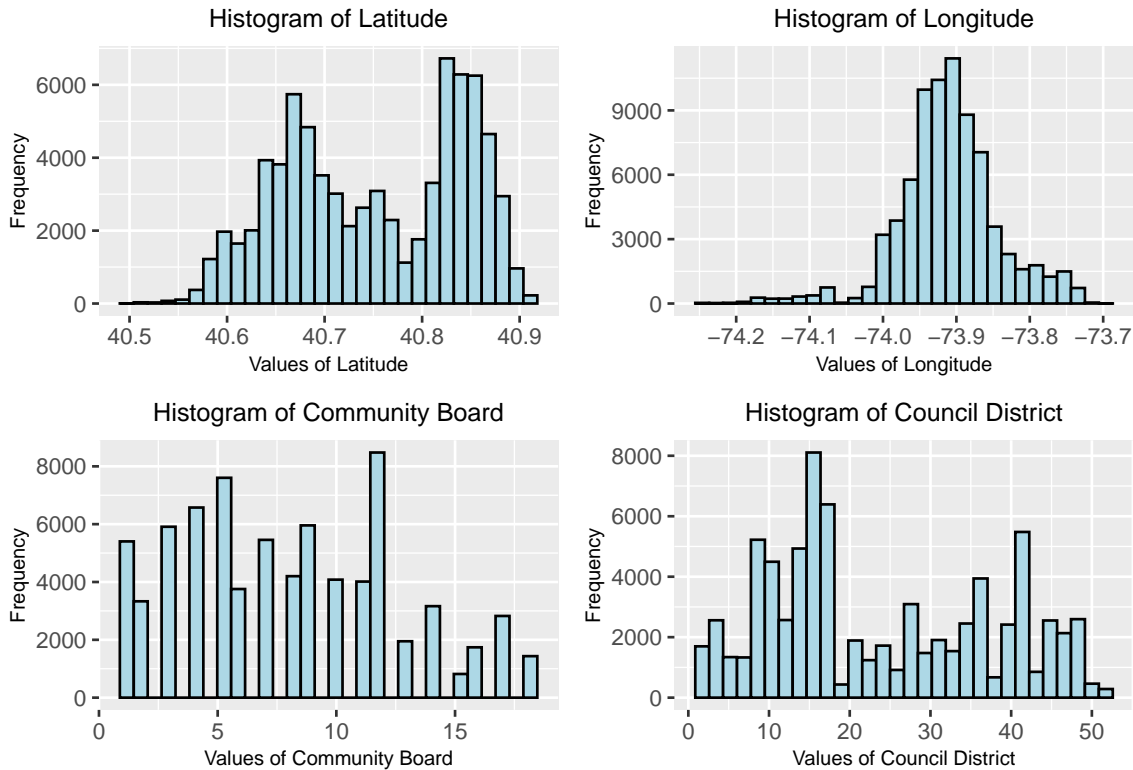 Histogram of Latitude
6000
4000
2000
0
Frequency
40.5 40.6 40.7 40.8 40.9
Values of Latitude
Histogram of Longitude
9000
6000
3000
0
Frequency
−74.2 −74.1 −74.0 −73.9 −73.8 −73.7
Values of Longitude
Histogram of Community Board
8000
6000
4000
2000
0
Frequency
0 5 10 15
Values of Community Board
Histogram of Council District
8000
6000
4000
2000
0
Frequency
0 10 20 30 40 50
Values of Council District